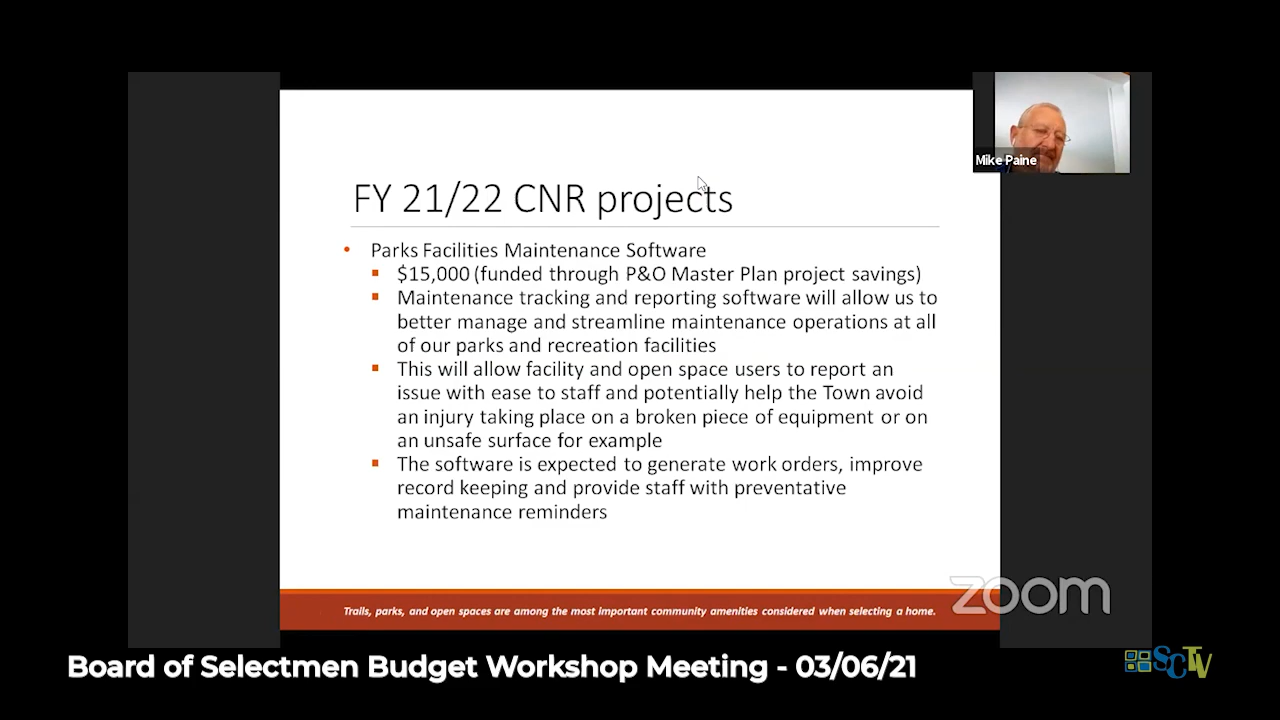 Mike Paine
FY 21/22 CNR projects
• Parks Facilities Maintenance Software
▪ $15,000 (funded through P&O Master Plan project savings)
▪ Maintenance tracking and reporting software will allow us to
better manage and streamline maintenance operations at all
of our parks and recreation facilities
▪ This will allow facility and open space users to report an
issue with ease to staff and potentially help the Town avoid
an injury taking place on a broken piece of equipment or on
an unsafe surface for example
▪ The software is expected to generate work orders, improve
record keeping and provide staff with preventative
maintenance reminders
zoom
Trails, parks, and open spaces are among the most important community amenities considered when selecting a home.
Board of Selectmen Budget Workshop Meeting - 03/06/21
SCTV